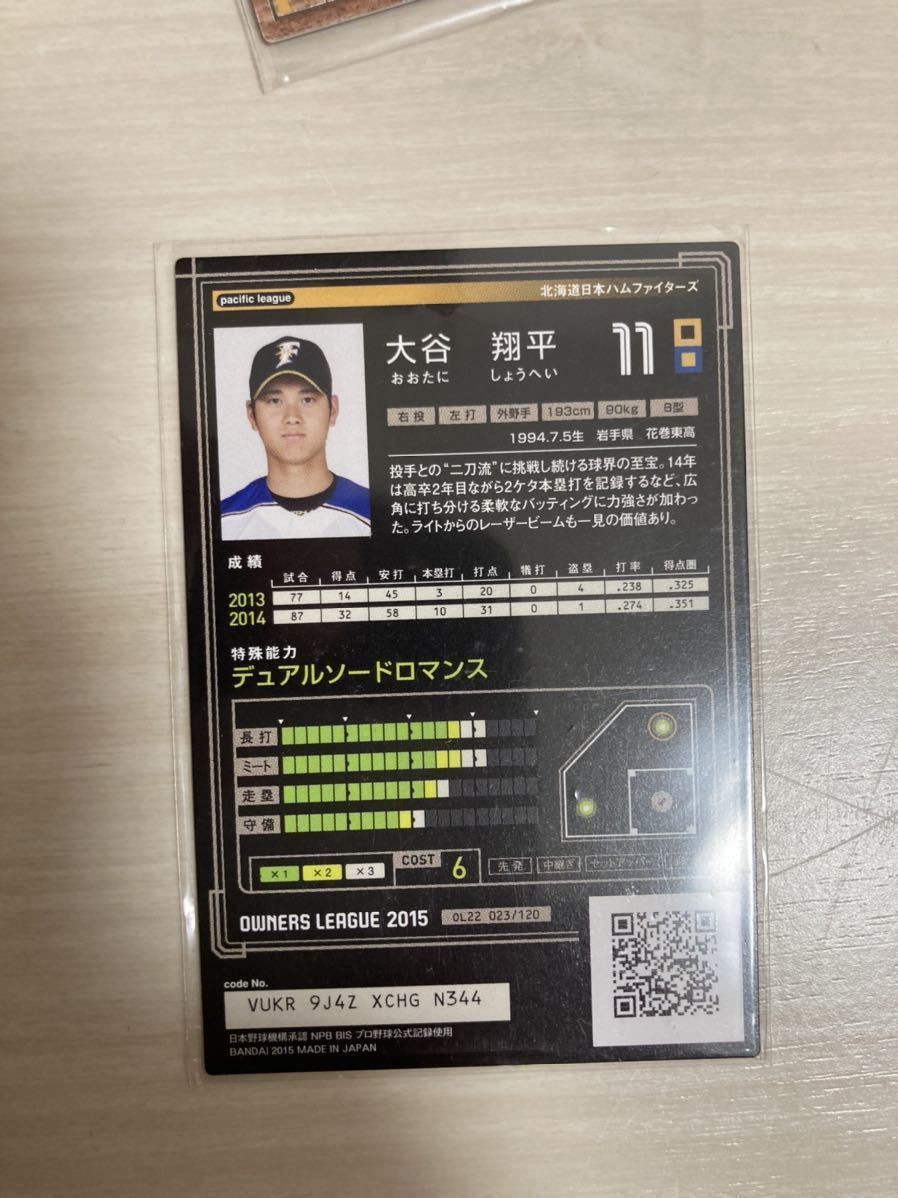 pacific league 北海道日本ハムファイターズ
F
大谷 翔平 11
おおたに しょうへい
右投 左打 外野手 193cm 90kg B型
1994.7.5生 岩手県 花巻東高
投手との“二刀流”に挑戦し続ける球界の至宝。14年
は高卒2年目ながら2ケタ本塁打を記録するなど、広
角に打ち分ける柔軟なバッティングに力強さが加わっ
た。ライトからのレーザービームも一見の価値あり。
成績
試合 得点 安打 本塁打 打点 犠打 盗塁 打率 得点圏
2013 77 14 45 3 20 0 4 .238 .325
2014 87 32 58 10 31 0 1 .274 .351
特殊能力
デュアルソードロマンス
長打
ミート
走塁
守備
×1 ×2 ×3 COST 6 先発 中継ぎ セットアッパー
OWNERS LEAGUE 2015 OL22 023/120
code No.
VUKR 9J4Z XCHG N344
日本野球機構承認 NPB BIS プロ野球公式記録使用
BANDAI 2015 MADE IN JAPAN